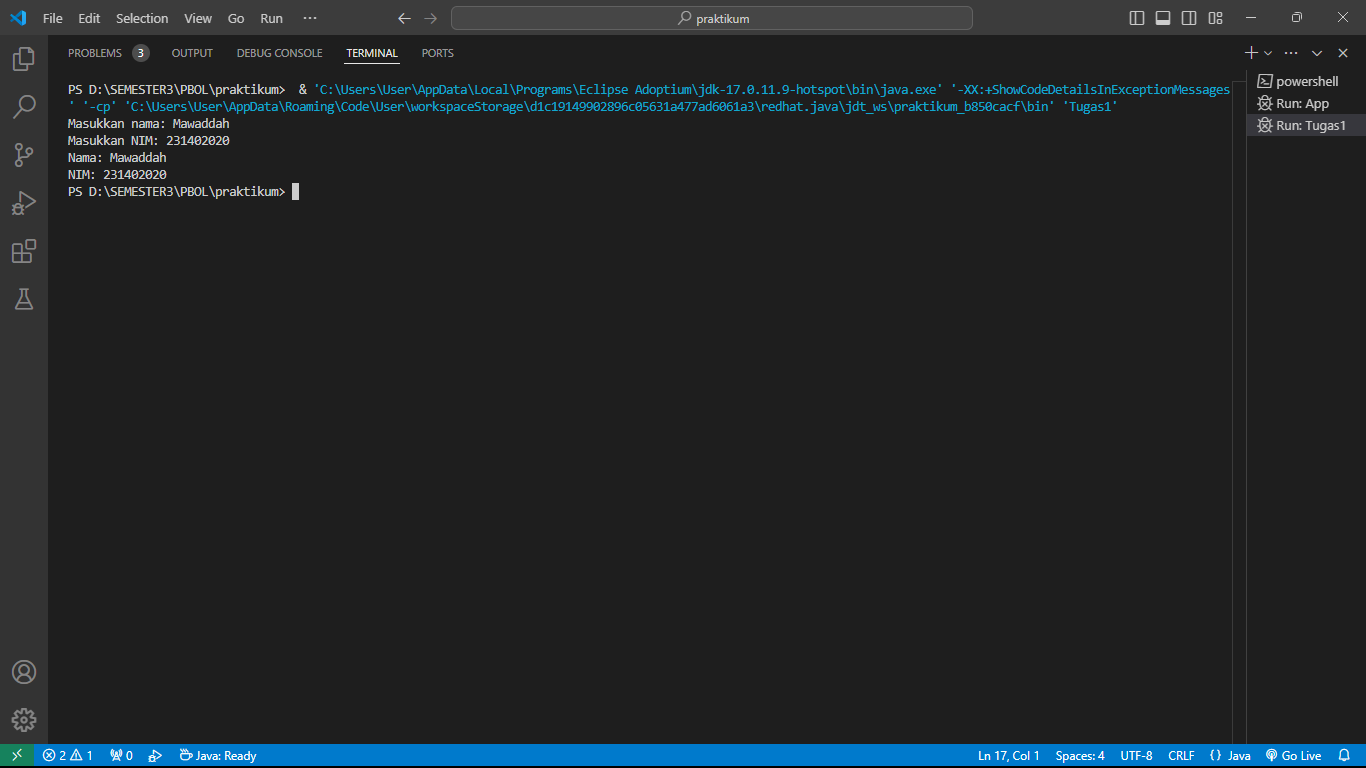 File Edit Selection View Go Run ···
praktikum
PROBLEMS 3 OUTPUT DEBUG CONSOLE TERMINAL PORTS
PS D:\SEMESTER3\PBOL\praktikum>  & 'C:\Users\User\AppData\Local\Programs\Eclipse Adoptium\jdk-17.0.11.9-hotspot\bin\java.exe' '-XX:+ShowCodeDetailsInExceptionMessages
' '-cp' 'C:\Users\User\AppData\Roaming\Code\User\workspaceStorage\d1c19149902896c05631a477ad6061a3\redhat.java\jdt_ws\praktikum_b850cacf\bin' 'Tugas1'
Masukkan nama: Mawaddah
Masukkan NIM: 231402020
Nama: Mawaddah
NIM: 231402020
PS D:\SEMESTER3\PBOL\praktikum>
powershell
Run: App
Run: Tugas1
2 1 0 Java: Ready Ln 17, Col 1 Spaces: 4 UTF-8 CRLF {} Java Go Live